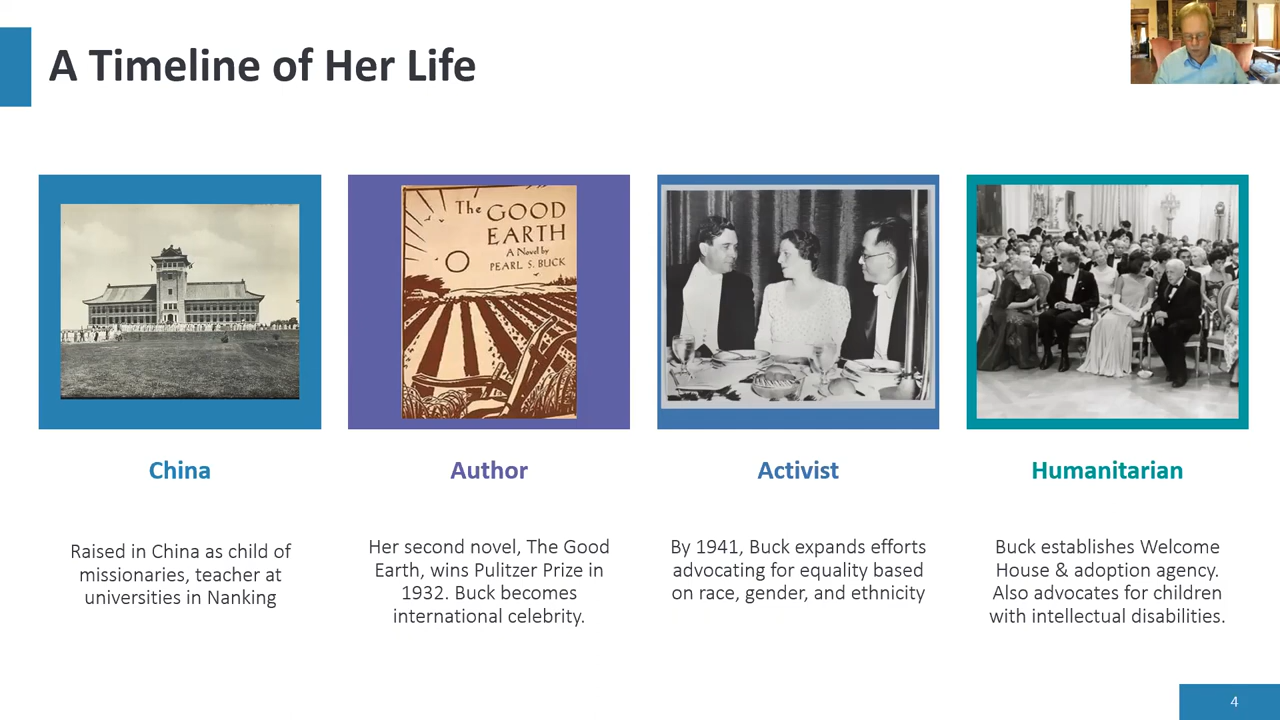 A Timeline of Her Life
The GOOD
EARTH
A Novel by
PEARL S. BUCK
China
Author
Activist
Humanitarian
Raised in China as child of
missionaries, teacher at
universities in Nanking
Her second novel, The Good
Earth, wins Pulitzer Prize in
1932. Buck becomes
international celebrity.
By 1941, Buck expands efforts
advocating for equality based
on race, gender, and ethnicity
Buck establishes Welcome
House & adoption agency.
Also advocates for children
with intellectual disabilities.
4